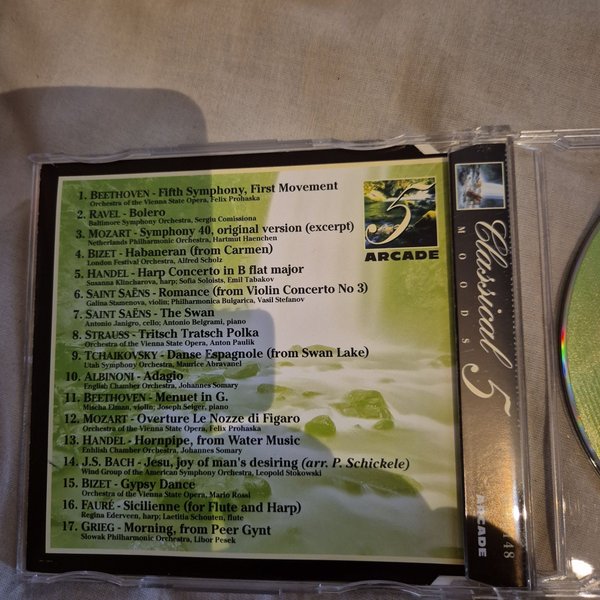 1. BEETHOVEN - Fifth Symphony, First Movement
Orchestra of the Vienna State Opera, Felix Prohaska
2. RAVEL - Bolero
Baltimore Symphony Orchestra, Sergiu Comissiona
3. MOZART - Symphony 40, original version (excerpt)
Netherlands Philharmonic Orchestra, Hartmut Haenchen
4. BIZET - Habaneran (from Carmen)
London Festival Orchestra, Alfred Scholz
5. HANDEL - Harp Concerto in B flat major
Susanna Klincharova, harp; Sofia Soloists, Emil Tabakov
6. SAINT SAËNS - Romance (from Violin Concerto No 3)
Galina Stamenova, violin; Philharmonica Bulgarica, Vasil Stefanov
7. SAINT SAËNS - The Swan
Antonio Janigro, cello; Antonio Belgrami, piano
8. STRAUSS - Tritsch Tratsch Polka
Orchestra of the Vienna State Opera, Anton Paulik
9. TCHAIKOVSKY - Danse Espagnole (from Swan Lake)
Utah Symphony Orchestra, Maurice Abravanel
10. ALBINONI - Adagio
English Chamber Orchestra, Johannes Somary
11. BEETHOVEN - Menuet in G.
Mischa Elman, violin; Joseph Seiger, piano
12. MOZART - Overture Le Nozze di Figaro
Orchestra of the Vienna State Opera, Felix Prohaska
13. HANDEL - Hornpipe, from Water Music
Enhlish Chamber Orchestra, Johannes Somary
14. J.S. BACH - Jesu, joy of man's desiring (arr. P. Schickele)
Wind Group of the American Symphony Orchestra, Leopold Stokowski
15. BIZET - Gypsy Dance
Orchestra of the Vienna State Opera, Mario Rossi
16. FAURÉ - Sicilienne (for Flute and Harp)
Regina Ederveen, harp; Laetitia Schouten, flute
17. GRIEG - Morning, from Peer Gynt
Slowak Philharmonic Orchestra, Libor Pesek
5
ARCADE
Classical 5
MOODS
ARCADE
48